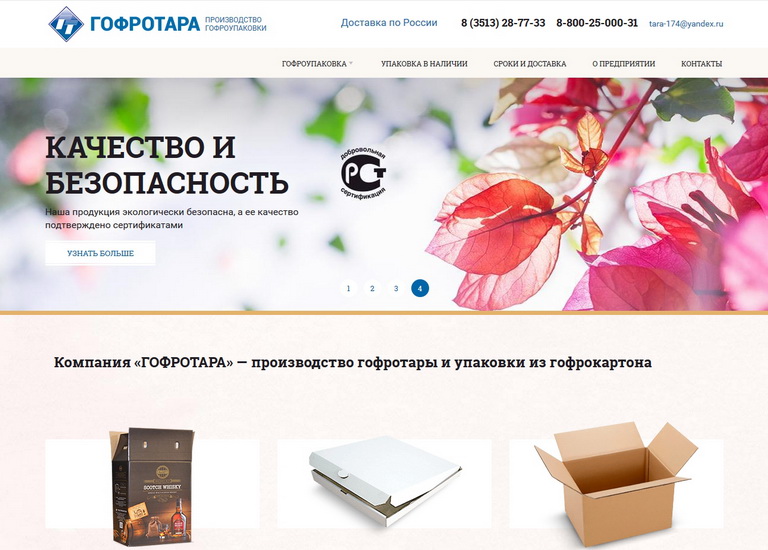 ГОФРОТАРА
ПРОИЗВОДСТВО
ГОФРОУПАКОВКИ
Доставка по России
8 (3513) 28-77-33
8-800-25-000-31
tara-174@yandex.ru
ГОФРОУПАКОВКА
УПАКОВКА В НАЛИЧИИ
СРОКИ И ДОСТАВКА
О ПРЕДПРИЯТИИ
КОНТАКТЫ
КАЧЕСТВО И
БЕЗОПАСНОСТЬ
добровольная
РСТ
сертификация
Наша продукция экологически безопасна, а ее качество
подтверждено сертификатами
УЗНАТЬ БОЛЬШЕ
1 2 3 4
Компания «ГОФРОТАРА» — производство гофротары и упаковки из гофрокартона
SCOTCH WHISKY